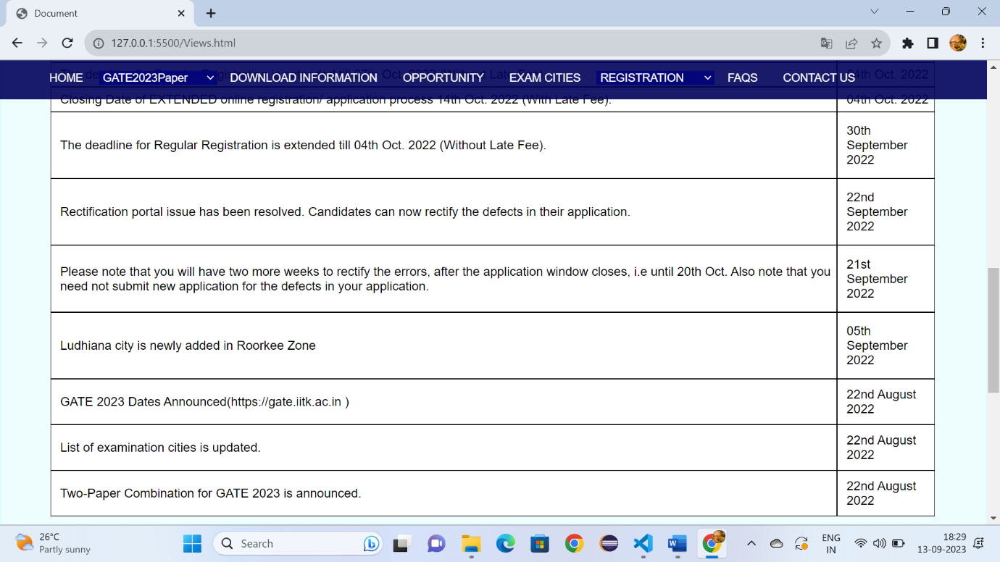 Document
127.0.0.1:5500/Views.html
HOME GATE2023Paper DOWNLOAD INFORMATION OPPORTUNITY EXAM CITIES REGISTRATION FAQS CONTACT US
Closing Date of EXTENDED online registration/ application process 14th Oct. 2022 (With Late Fee).
04th Oct. 2022
The deadline for Regular Registration is extended till 04th Oct. 2022 (Without Late Fee).
30th
September
2022
Rectification portal issue has been resolved. Candidates can now rectify the defects in their application.
22nd
September
2022
Please note that you will have two more weeks to rectify the errors, after the application window closes, i.e until 20th Oct. Also note that you
need not submit new application for the defects in your application.
21st
September
2022
Ludhiana city is newly added in Roorkee Zone
05th
September
2022
GATE 2023 Dates Announced(https://gate.iitk.ac.in )
22nd August
2022
List of examination cities is updated.
22nd August
2022
Two-Paper Combination for GATE 2023 is announced.
22nd August
2022
26°C
Partly sunny
Search
ENG
IN
18:29
13-09-2023